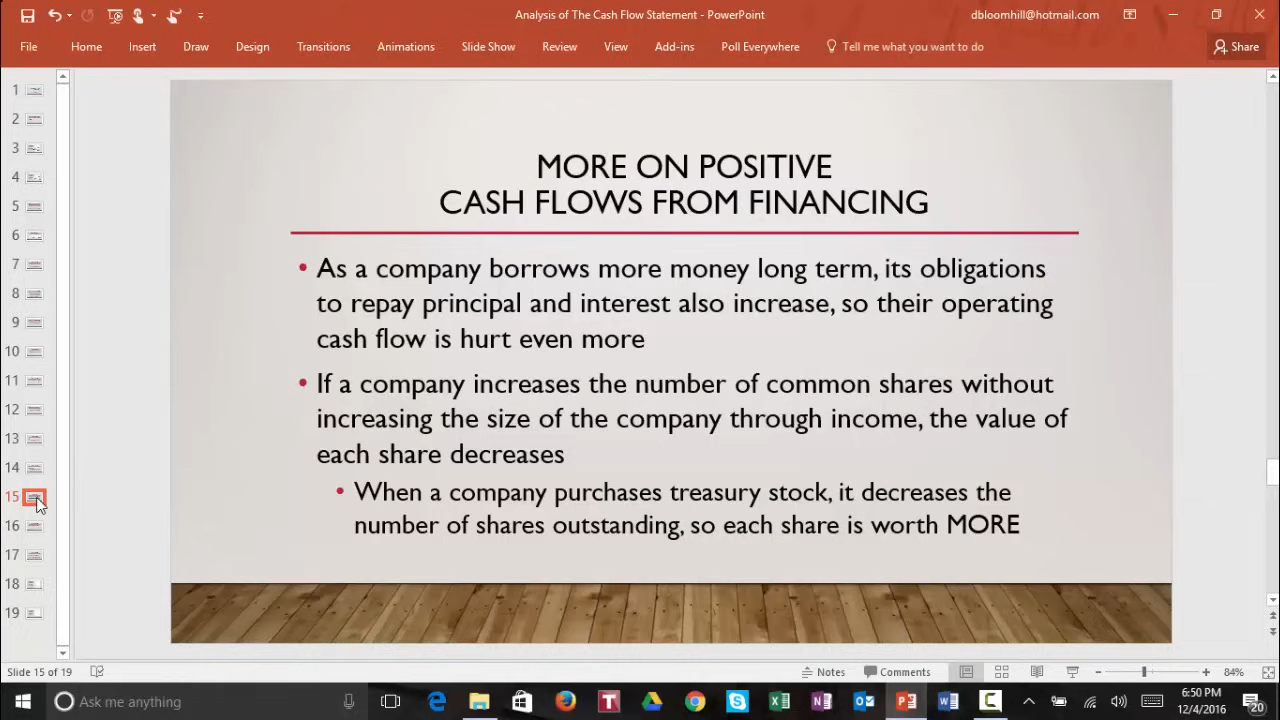 Analysis of The Cash Flow Statement - PowerPoint
dbloomhill@hotmail.com
File Home Insert Draw Design Transitions Animations Slide Show Review View Add-ins Poll Everywhere Tell me what you want to do Share
1
2
3
4
5
6
7
8
9
10
11
12
13
14
15
16
17
18
19
MORE ON POSITIVE
CASH FLOWS FROM FINANCING
• As a company borrows more money long term, its obligations
to repay principal and interest also increase, so their operating
cash flow is hurt even more
• If a company increases the number of common shares without
increasing the size of the company through income, the value of
each share decreases
• When a company purchases treasury stock, it decreases the
number of shares outstanding, so each share is worth MORE
Slide 15 of 19 Notes Comments 84%
Ask me anything
6:50 PM
12/4/2016
20